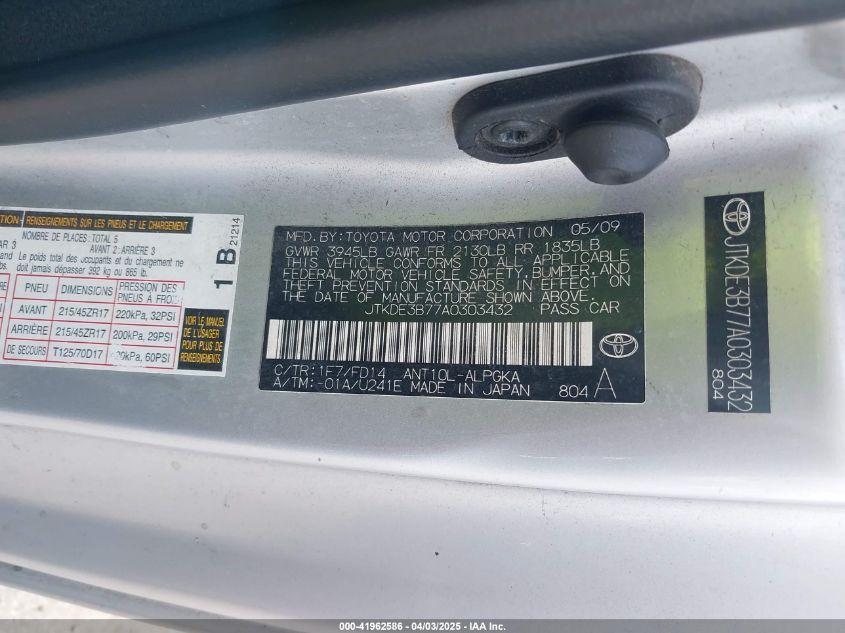 TION- RENSEIGNEMENTS SUR LES PNEUS ET LE CHARGEMENT
NOMBRE DE PLACES:TOTAL 5
AVANT 2:ARRIÈRE 3
AR 3
and
Le poids total des occupants et du chargement ne
doit jamais dépasser 392 kg ou 865 lb.
PNEU DIMENSIONS PRESSION DES PNEUS À FROID
AVANT 215/45ZR17 220kPa, 32PSI
ARRIÈRE 215/45ZR17 200kPa, 29PSI
DE SECOURS T125/70D17 60PSI
VOIR LE MANUEL
DE L'USAGER
POUR PLUS DE
RENSEIGNEMENTS
1 B 21214
MFD.BY:TOYOTA MOTOR CORPORATION 05/09
GVWR 3945LB GAWR FR 2130LB RR 1835LB
THIS VEHICLE CONFORMS TO ALL APPLICABLE
FEDERAL MOTOR VEHICLE SAFETY,BUMPER,AND
THEFT PREVENTION STANDARDS IN EFFECT ON
THE DATE OF MANUFACTURE SHOWN ABOVE.
JTKDE3B77A0303432 PASS CAR
C/TR:1F7/FD14 ANT10L-ALPGKA
A/TM:-01A/U241E MADE IN JAPAN
804 A
TOYOTA
JTKDE3B77A0303432
804
000-41962586 - 04/03/2025 - IAA Inc.